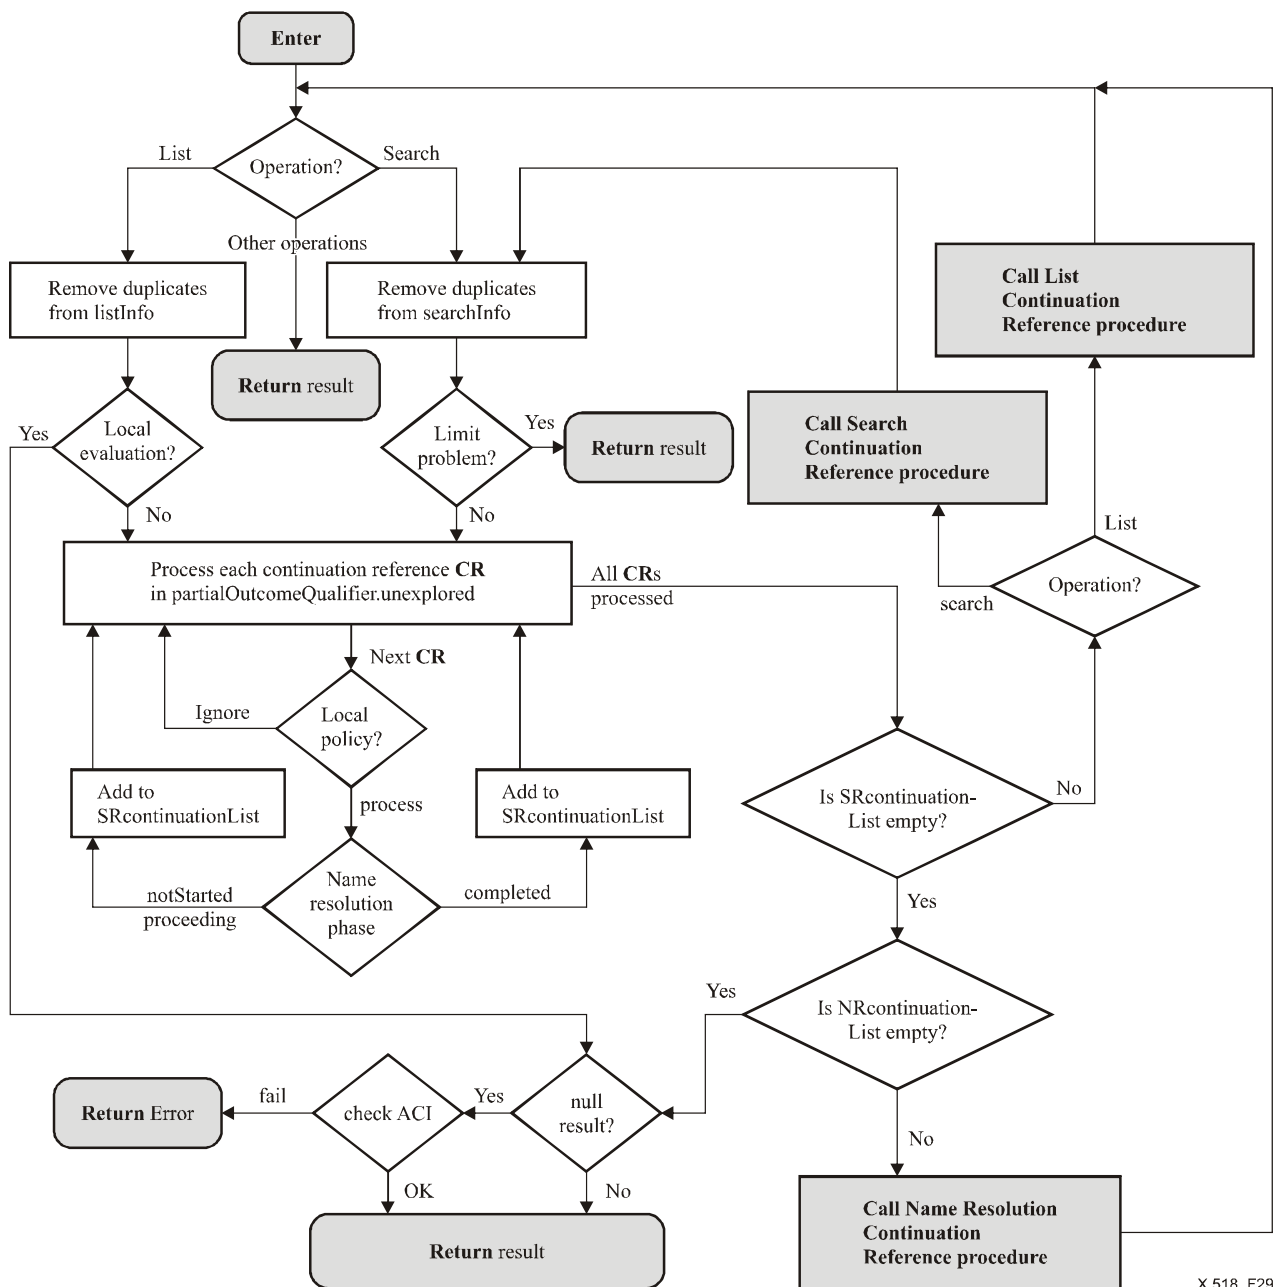 Enter
List
Operation?
Search
Other operations
Remove duplicates
from listInfo
Remove duplicates
from searchInfo
Call List
Continuation
Reference procedure
Return result
Yes
Local
evaluation?
Limit
problem?
Yes
Return result
Call Search
Continuation
Reference procedure
No
No
List
Process each continuation reference CR
in partialOutcomeQualifier.unexplored
All CRs
processed
search
Operation?
Next CR
Ignore
Local
policy?
Add to
SRcontinuationList
process
Add to
SRcontinuationList
Is SRcontinuation-
List empty?
No
notStarted
proceeding
Name
resolution
phase
completed
Yes
Yes
Is NRcontinuation-
List empty?
Return Error
fail
check ACI
Yes
null
result?
No
OK
No
Return result
Call Name Resolution
Continuation
Reference procedure
X.518_F29